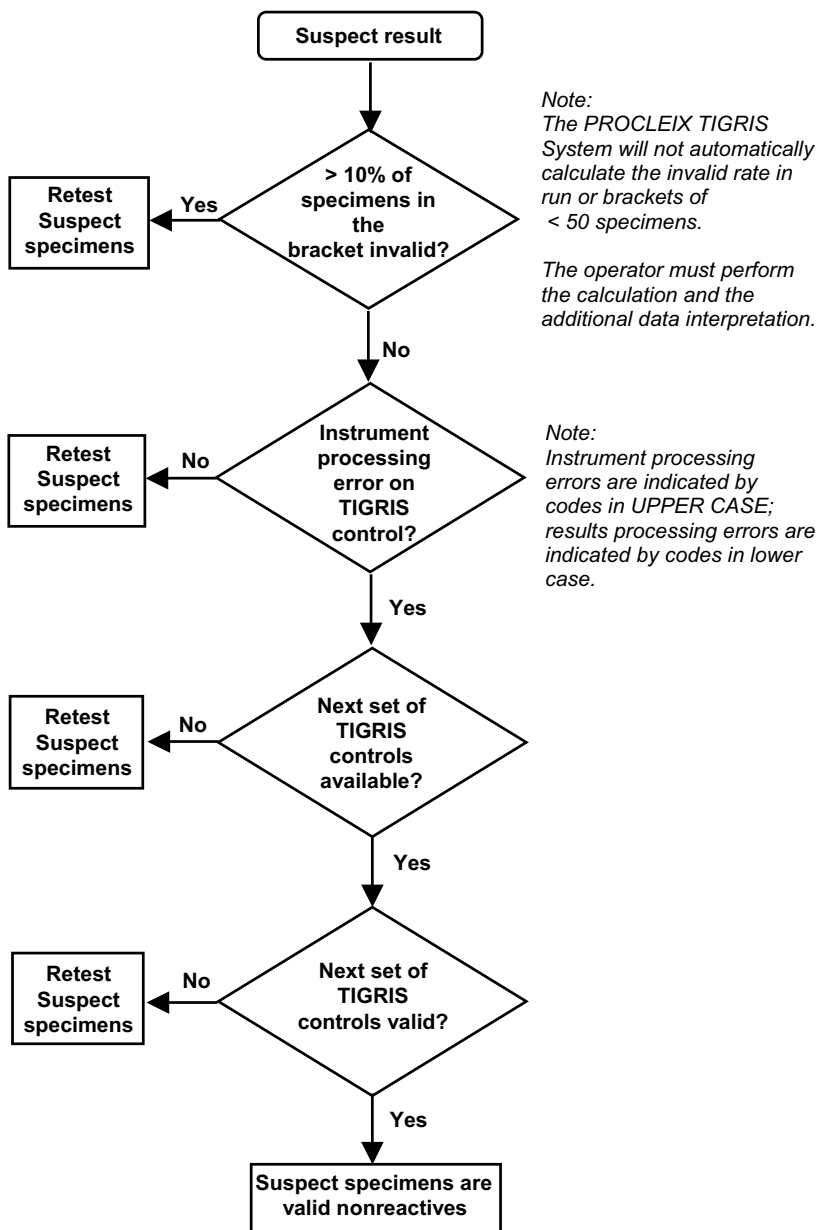 Suspect result
Note:
The PROCLEIX TIGRIS
System will not automatically
calculate the invalid rate in
run or brackets of
< 50 specimens.
The operator must perform
the calculation and the
additional data interpretation.
> 10% of
specimens in
the
bracket invalid?
Yes
Retest
Suspect
specimens
No
Instrument
processing
error on
TIGRIS
control?
No
Retest
Suspect
specimens
Note:
Instrument processing
errors are indicated by
codes in UPPER CASE;
results processing errors are
indicated by codes in lower
case.
Yes
Next set of
TIGRIS
controls
available?
No
Retest
Suspect
specimens
Yes
Next set of
TIGRIS
controls valid?
No
Retest
Suspect
specimens
Yes
Suspect specimens are
valid nonreactives